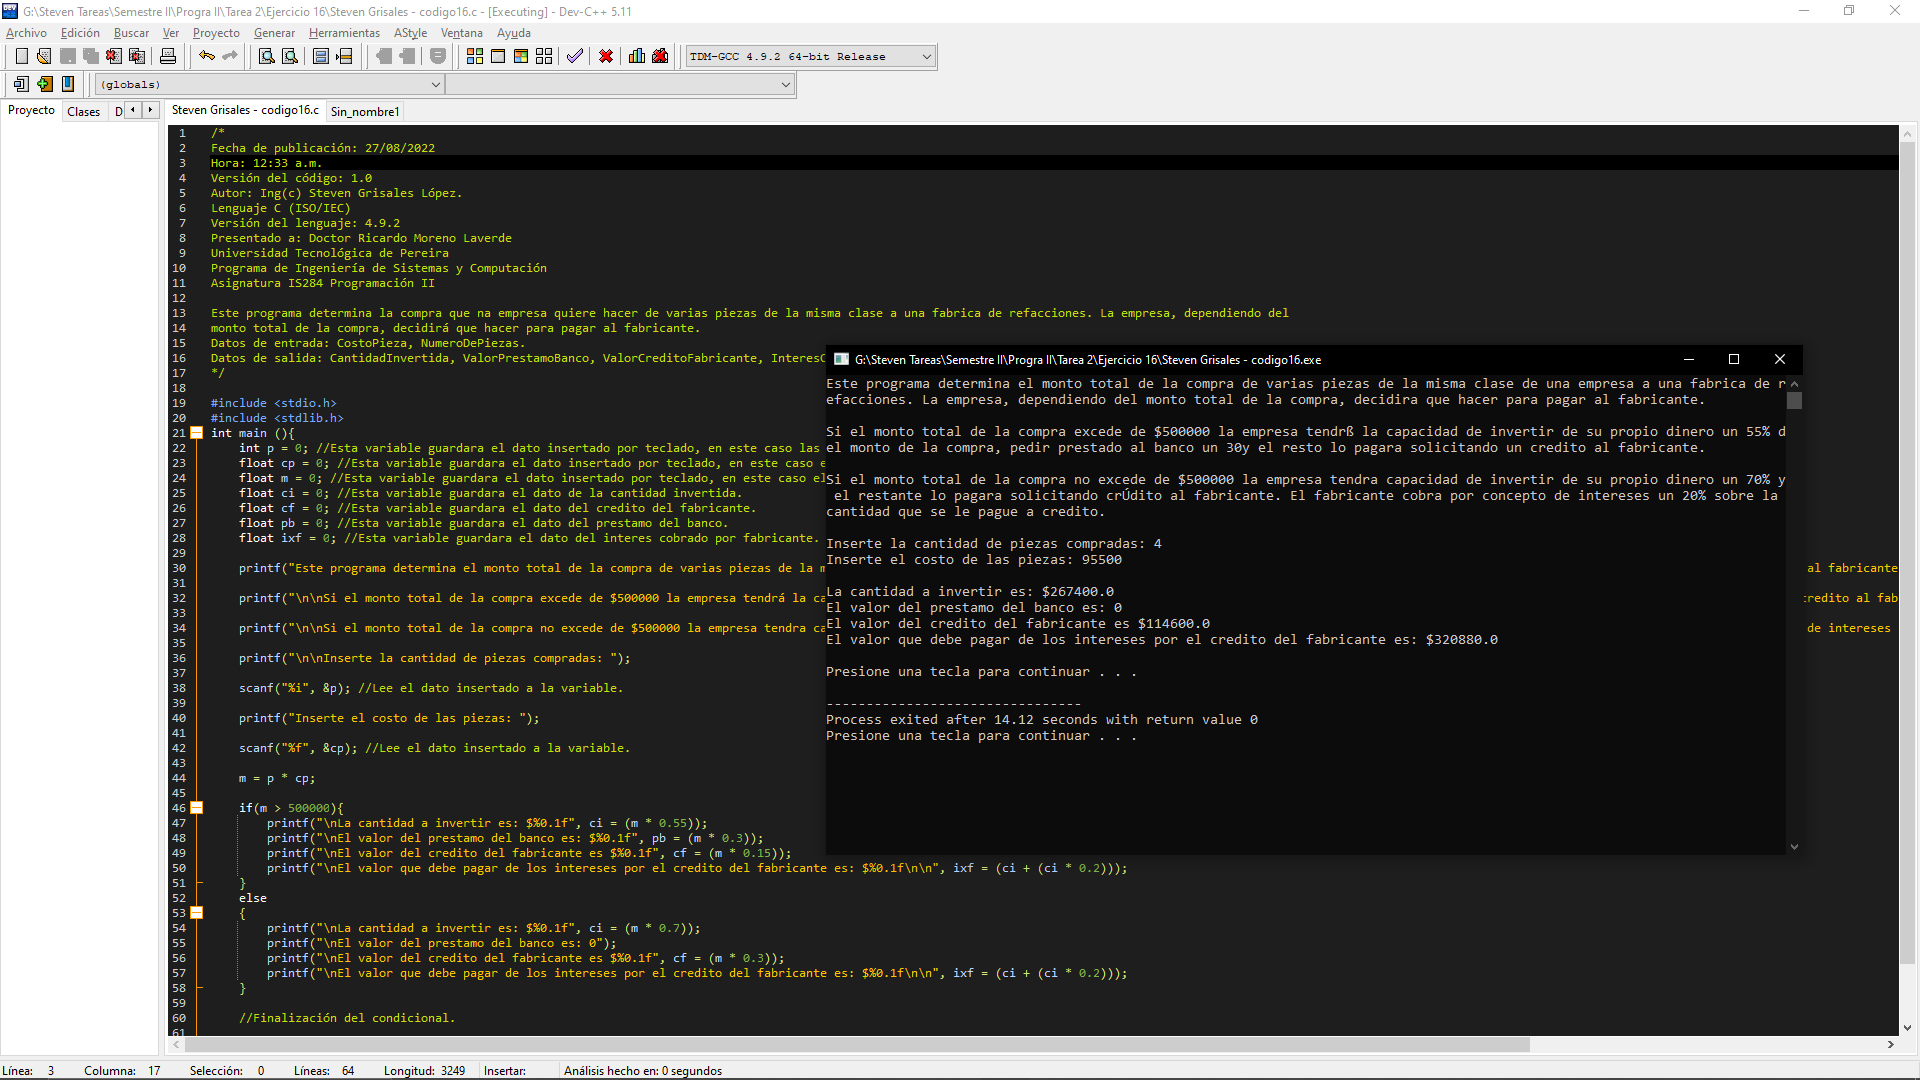 G:\Steven Tareas\Semestre II\Progra II\Tarea 2\Ejercicio 16\Steven Grisales - codigo16.c - [Executing] - Dev-C++ 5.11
Archivo Edición Buscar Ver Proyecto Generar Herramientas AStyle Ventana Ayuda
TDM-GCC 4.9.2 64-bit Release
(globals)
Proyecto Clases D
Steven Grisales - codigo16.c Sin_nombre1
1 /*
2 Fecha de publicación: 27/08/2022
3 Hora: 12:33 a.m.
4 Versión del código: 1.0
5 Autor: Ing(c) Steven Grisales López.
6 Lenguaje C (ISO/IEC)
7 Versión del lenguaje: 4.9.2
8 Presentado a: Doctor Ricardo Moreno Laverde
9 Universidad Tecnológica de Pereira
10 Programa de Ingeniería de Sistemas y Computación
11 Asignatura IS284 Programación II
12
13 Este programa determina la compra que na empresa quiere hacer de varias piezas de la misma clase a una fabrica de refacciones. La empresa, dependiendo del
14 monto total de la compra, decidirá que hacer para pagar al fabricante.
15 Datos de entrada: CostoPieza, NumeroDePiezas.
16 Datos de salida: CantidadInvertida, ValorPrestamoBanco, ValorCreditoFabricante, InteresC
17 */
18
19 #include <stdio.h>
20 #include <stdlib.h>
21 int main (){
22 int p = 0; //Esta variable guardara el dato insertado por teclado, en este caso las
23 float cp = 0; //Esta variable guardara el dato insertado por teclado, en este caso e
24 float m = 0; //Esta variable guardara el dato insertado por teclado, en este caso el
25 float ci = 0; //Esta variable guardara el dato de la cantidad invertida.
26 float cf = 0; //Esta variable guardara el dato del credito del fabricante.
27 float pb = 0; //Esta variable guardara el dato del prestamo del banco.
28 float ixf = 0; //Esta variable guardara el dato del interes cobrado por fabricante.
29
30 printf("Este programa determina el monto total de la compra de varias piezas de la m al fabricante
31
32 printf("\n\nSi el monto total de la compra excede de $500000 la empresa tendrá la ca credito al fab
33
34 printf("\n\nSi el monto total de la compra no excede de $500000 la empresa tendra ca de intereses
35
36 printf("\n\nInserte la cantidad de piezas compradas: ");
37
38 scanf("%i", &p); //Lee el dato insertado a la variable.
39
40 printf("Inserte el costo de las piezas: ");
41
42 scanf("%f", &cp); //Lee el dato insertado a la variable.
43
44 m = p * cp;
45
46 if(m > 500000){
47 printf("\nLa cantidad a invertir es: $%0.1f", ci = (m * 0.55));
48 printf("\nEl valor del prestamo del banco es: $%0.1f", pb = (m * 0.3));
49 printf("\nEl valor del credito del fabricante es $%0.1f", cf = (m * 0.15));
50 printf("\nEl valor que debe pagar de los intereses por el credito del fabricante es: $%0.1f\n\n", ixf = (ci + (ci * 0.2)));
51 }
52 else
53 {
54 printf("\nLa cantidad a invertir es: $%0.1f", ci = (m * 0.7));
55 printf("\nEl valor del prestamo del banco es: 0");
56 printf("\nEl valor del credito del fabricante es $%0.1f", cf = (m * 0.3));
57 printf("\nEl valor que debe pagar de los intereses por el credito del fabricante es: $%0.1f\n\n", ixf = (ci + (ci * 0.2)));
58 }
59
60 //Finalización del condicional.
61
G:\Steven Tareas\Semestre II\Progra II\Tarea 2\Ejercicio 16\Steven Grisales - codigo16.exe
Este programa determina el monto total de la compra de varias piezas de la misma clase de una empresa a una fabrica de r
efacciones. La empresa, dependiendo del monto total de la compra, decidira que hacer para pagar al fabricante.
Si el monto total de la compra excede de $500000 la empresa tendrß la capacidad de invertir de su propio dinero un 55% d
el monto de la compra, pedir prestado al banco un 30y el resto lo pagara solicitando un credito al fabricante.
Si el monto total de la compra no excede de $500000 la empresa tendra capacidad de invertir de su propio dinero un 70% y
el restante lo pagara solicitando crÚdito al fabricante. El fabricante cobra por concepto de intereses un 20% sobre la
cantidad que se le pague a credito.
Inserte la cantidad de piezas compradas: 4
Inserte el costo de las piezas: 95500
La cantidad a invertir es: $267400.0
El valor del prestamo del banco es: 0
El valor del credito del fabricante es $114600.0
El valor que debe pagar de los intereses por el credito del fabricante es: $320880.0
Presione una tecla para continuar . . .
--------------------------------
Process exited after 14.12 seconds with return value 0
Presione una tecla para continuar . . .
Línea: 3 Columna: 17 Selección: 0 Líneas: 64 Longitud: 3249 Insertar: Análisis hecho en: 0 segundos